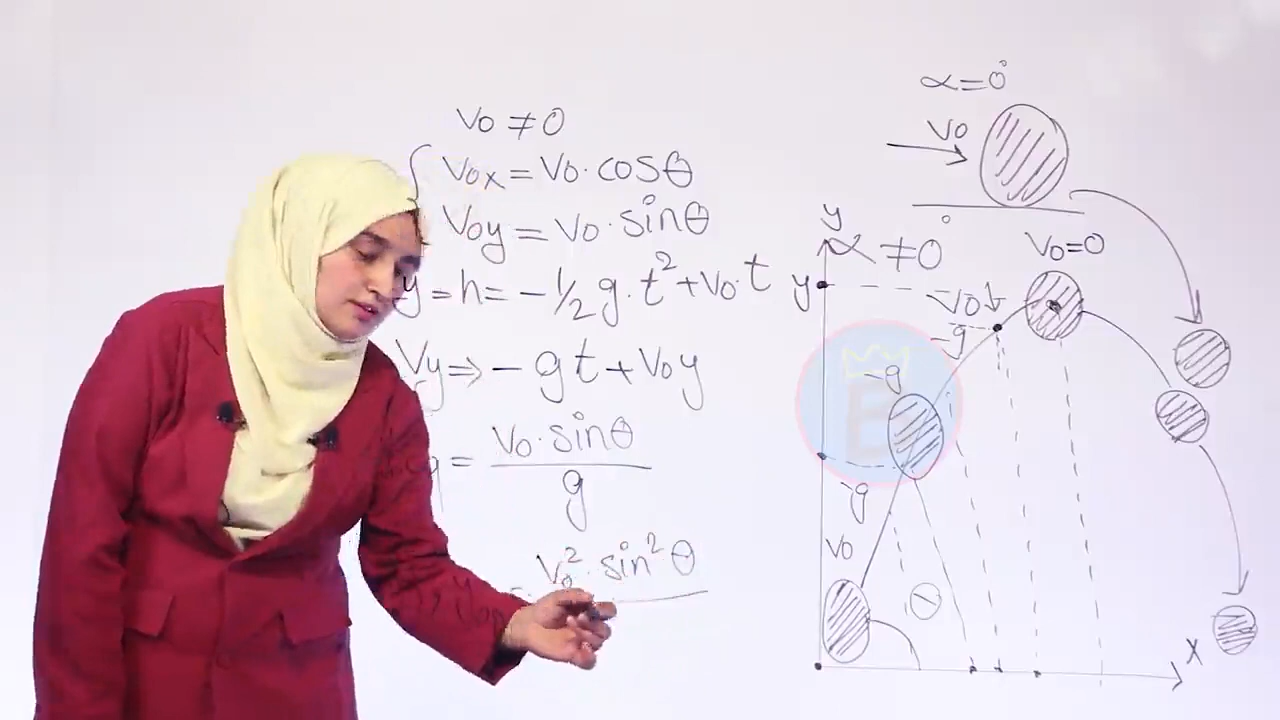 V0 ≠ 0
V0x = V0 · cosθ
V0y = V0 · sinθ
y = h = - 1/2 g · t² + V0 · t
Vy ⇒ - gt + V0y
= V0 · sinθ / g
V0² · sin²θ
α = 0°
V0
y
α ≠ 0°
V0 = 0
y
-V0 ↓
-g
-g
-g
V0
θ
x
B